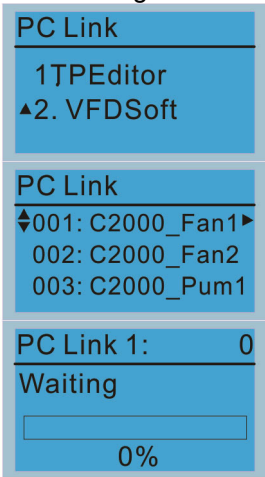 PC Link
1.TPEditor
▲2. VFDSoft
PC Link
001: C2000_Fan1►
002: C2000_Fan2
003: C2000_Pum1
PC Link 1: 0
Waiting
0%